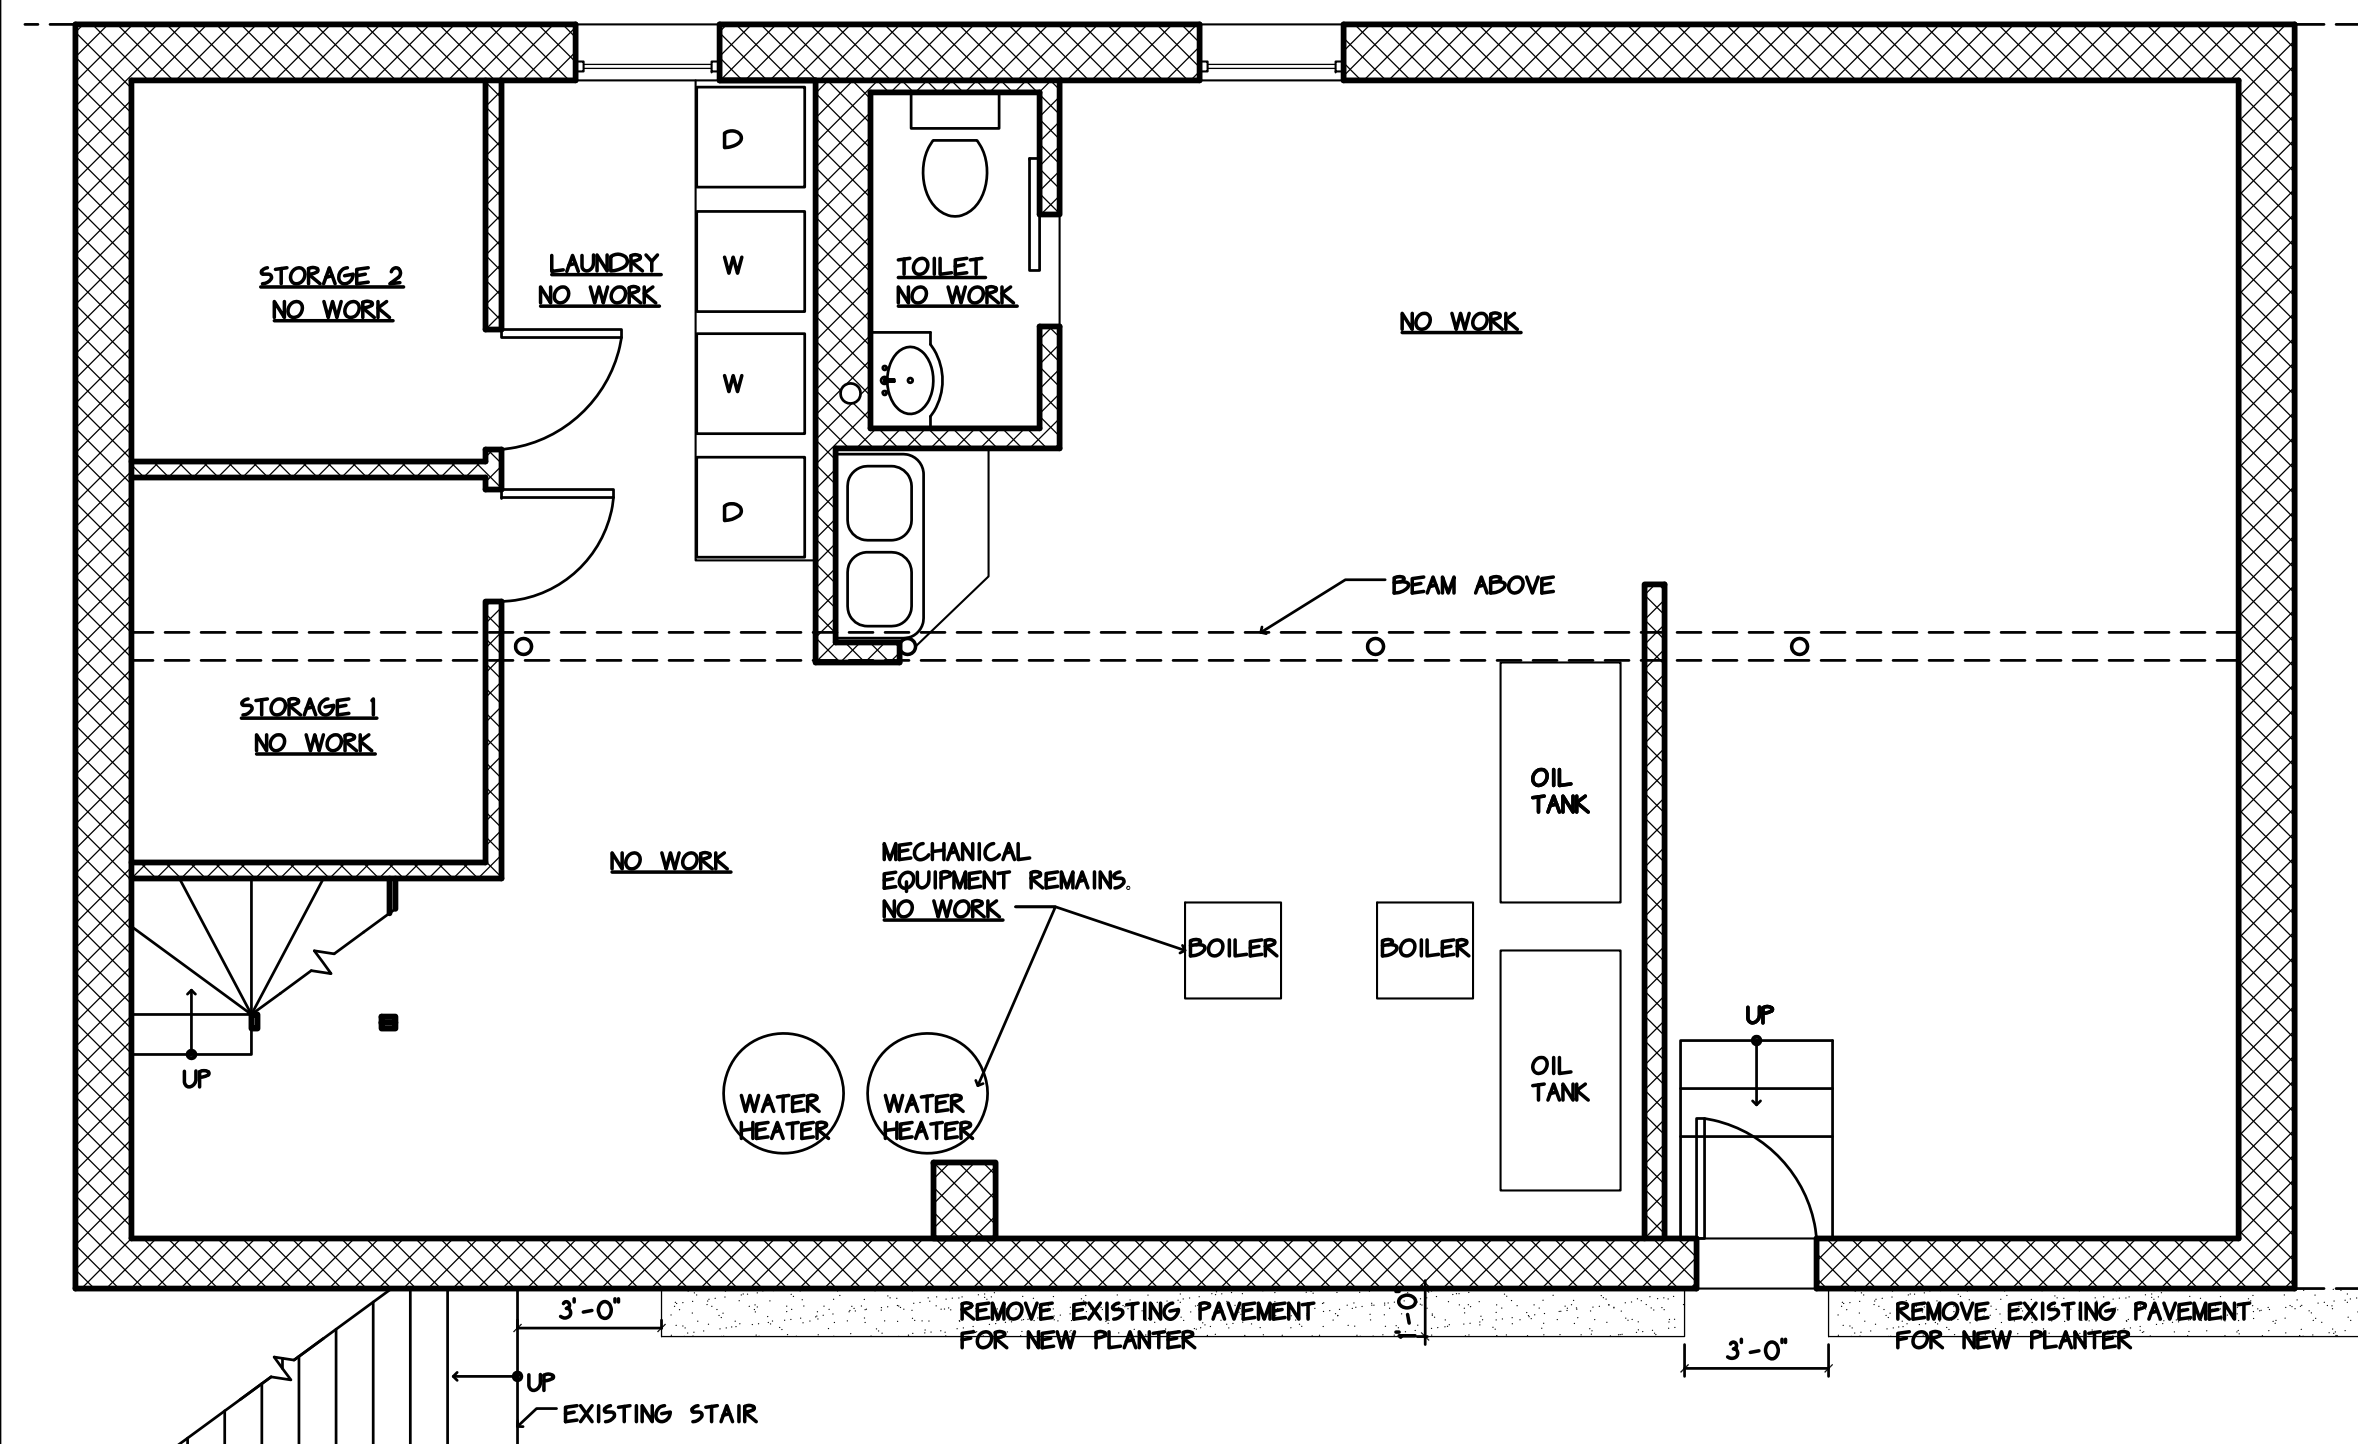 D
W
W
D
STORAGE 2
NO WORK
LAUNDRY
NO WORK
TOILET
NO WORK
NO WORK
BEAM ABOVE
STORAGE 1
NO WORK
NO WORK
MECHANICAL
EQUIPMENT REMAINS.
NO WORK
BOILER
BOILER
OIL
TANK
OIL
TANK
UP
UP
WATER
HEATER
WATER
HEATER
3'-0"
REMOVE EXISTING PAVEMENT
FOR NEW PLANTER
1'-0"
REMOVE EXISTING PAVEMENT
FOR NEW PLANTER
3'-0"
UP
EXISTING STAIR